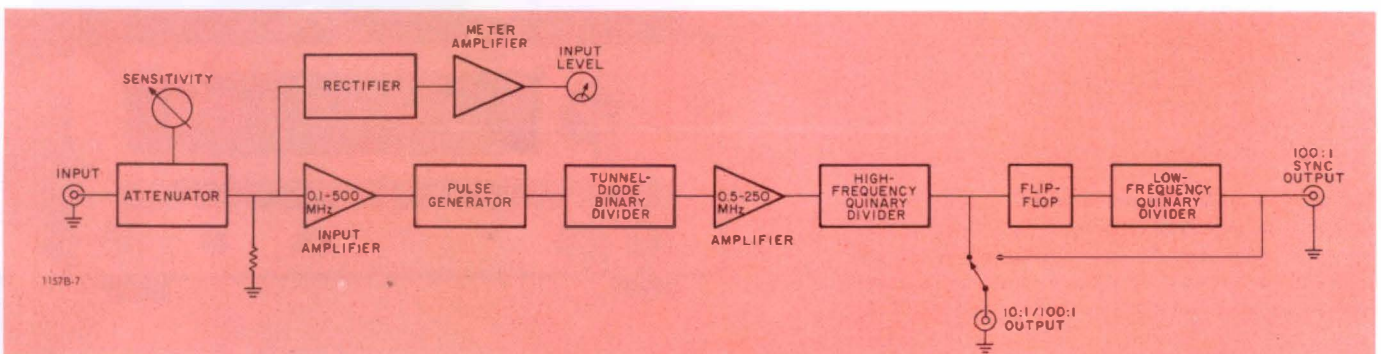 METER
AMPLIFIER
INPUT
LEVEL
SENSITIVITY
RECTIFIER
INPUT
ATTENUATOR
0.1-500
MHz
INPUT
AMPLIFIER
PULSE
GENERATOR
TUNNEL-
DIODE
BINARY
DIVIDER
0.5-250
MHz
AMPLIFIER
HIGH-
FREQUENCY
QUINARY
DIVIDER
FLIP-
FLOP
LOW-
FREQUENCY
QUINARY
DIVIDER
100:1
SYNC
OUTPUT
10:1/100:1
OUTPUT
1157B-7